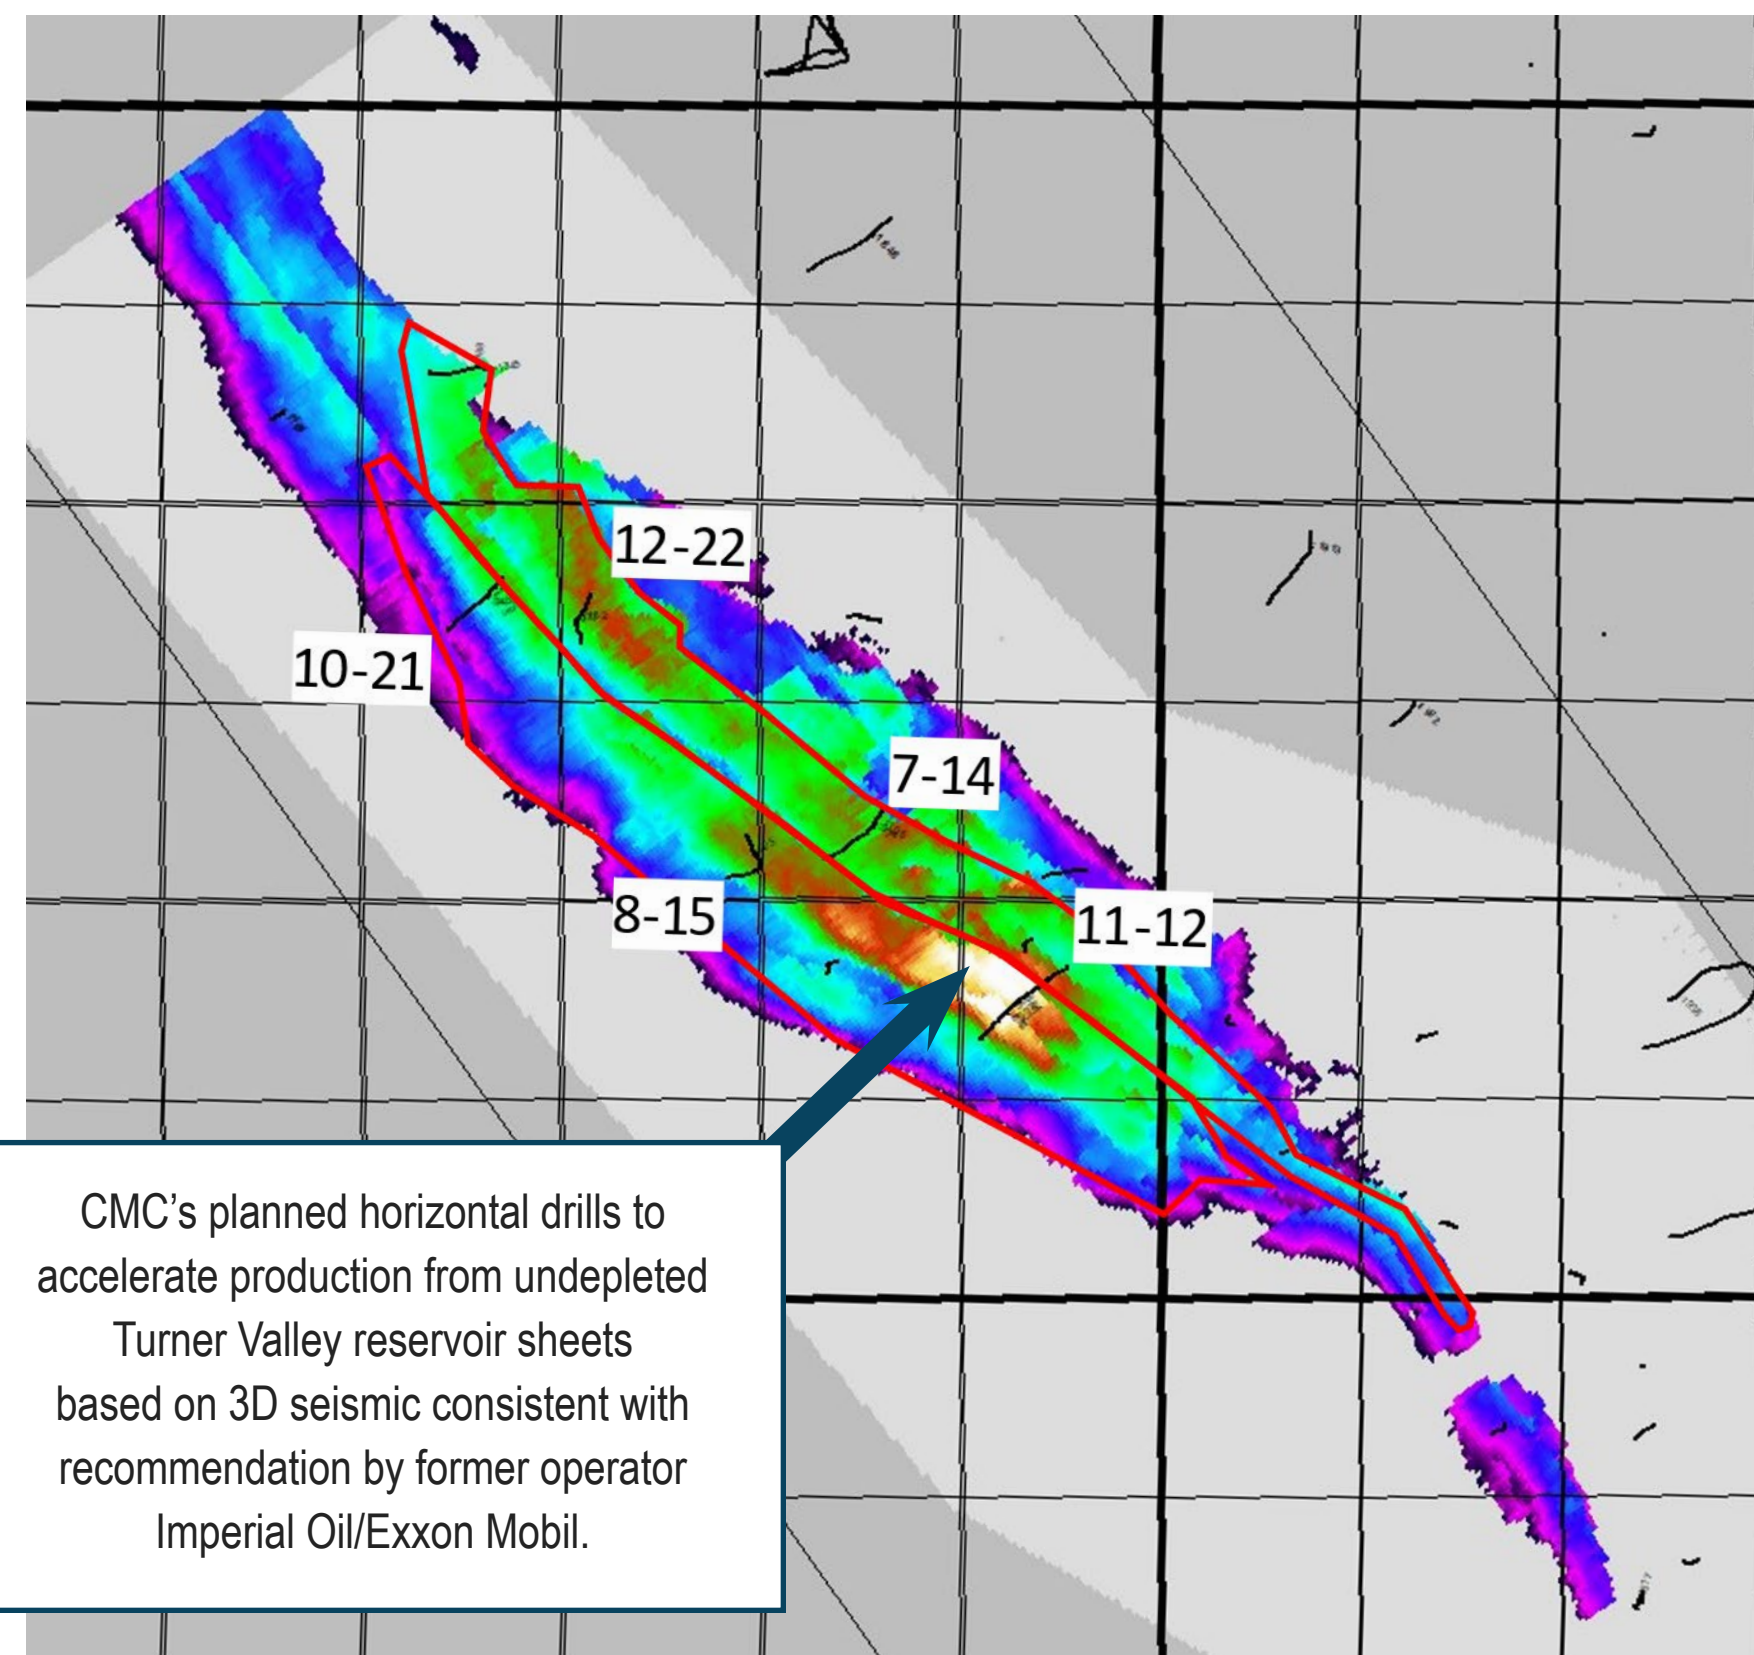 12-22
10-21
7-14
8-15
11-12
CMC’s planned horizontal drills to
accelerate production from undepleted
Turner Valley reservoir sheets
based on 3D seismic consistent with
recommendation by former operator
Imperial Oil/Exxon Mobil.